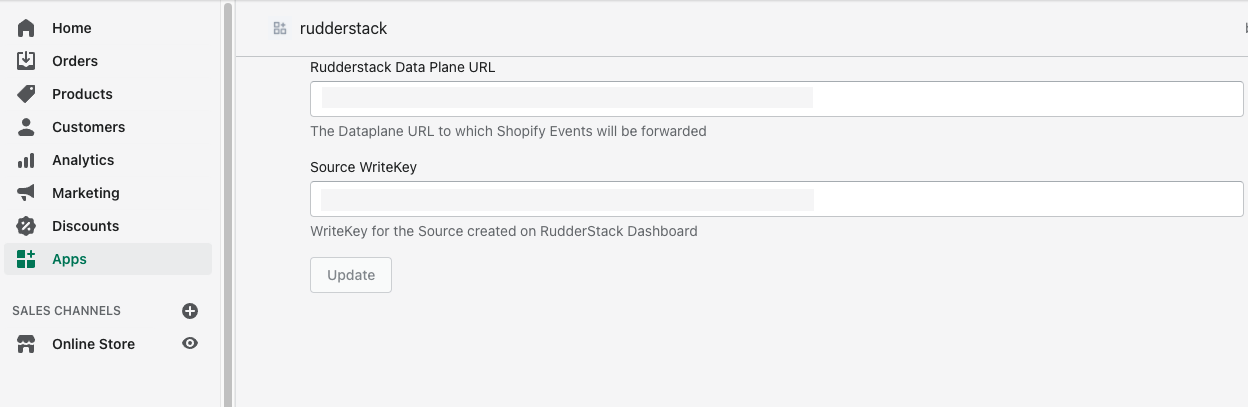 Home
Orders
Products
Customers
Analytics
Marketing
Discounts
Apps
SALES CHANNELS
Online Store
rudderstack
Rudderstack Data Plane URL
The Dataplane URL to which Shopify Events will be forwarded
Source WriteKey
WriteKey for the Source created on RudderStack Dashboard
Update